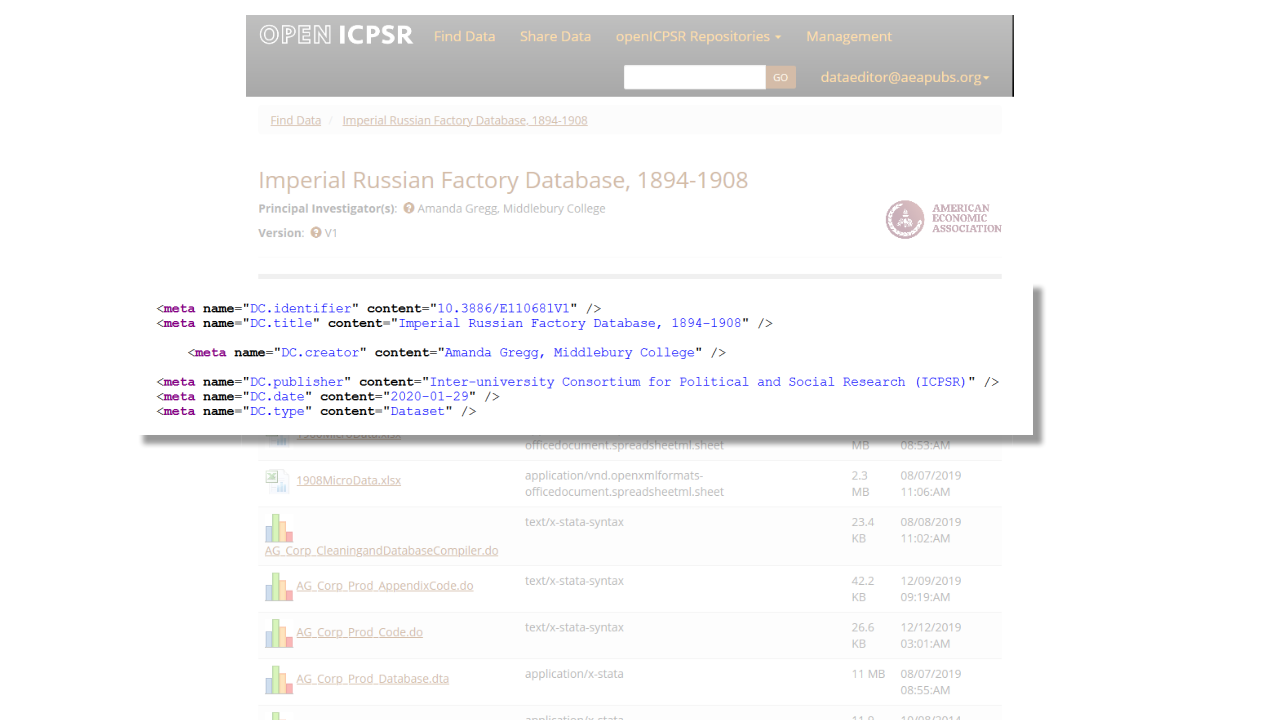 OPEN ICPSR Find Data Share Data openICPSR Repositories Management
GO dataeditor@aeapubs.org
Find Data / Imperial Russian Factory Database, 1894-1908
Imperial Russian Factory Database, 1894-1908
Principal Investigator(s): Amanda Gregg, Middlebury College
Version: V1
AMERICAN
ECONOMIC
ASSOCIATION
<meta name="DC.identifier" content="10.3886/E110681V1" />
<meta name="DC.title" content="Imperial Russian Factory Database, 1894-1908" />
<meta name="DC.creator" content="Amanda Gregg, Middlebury College" />
<meta name="DC.publisher" content="Inter-university Consortium for Political and Social Research (ICPSR)" />
<meta name="DC.date" content="2020-01-29" />
<meta name="DC.type" content="Dataset" />
officedocument.spreadsheetml.sheet MB 08:53:AM
1908MicroData.xlsx application/vnd.openxmlformats- 2.3 08/07/2019
officedocument.spreadsheetml.sheet MB 11:06:AM
text/x-stata-syntax 23.4 08/08/2019
KB 11:02:AM
AG_Corp_CleaningandDatabaseCompiler.do
AG_Corp_Prod_AppendixCode.do text/x-stata-syntax 42.2 12/09/2019
KB 09:19:AM
AG_Corp_Prod_Code.do text/x-stata-syntax 26.6 12/12/2019
KB 03:01:AM
AG_Corp_Prod_Database.dta application/x-stata 11 MB 08/07/2019
08:55:AM